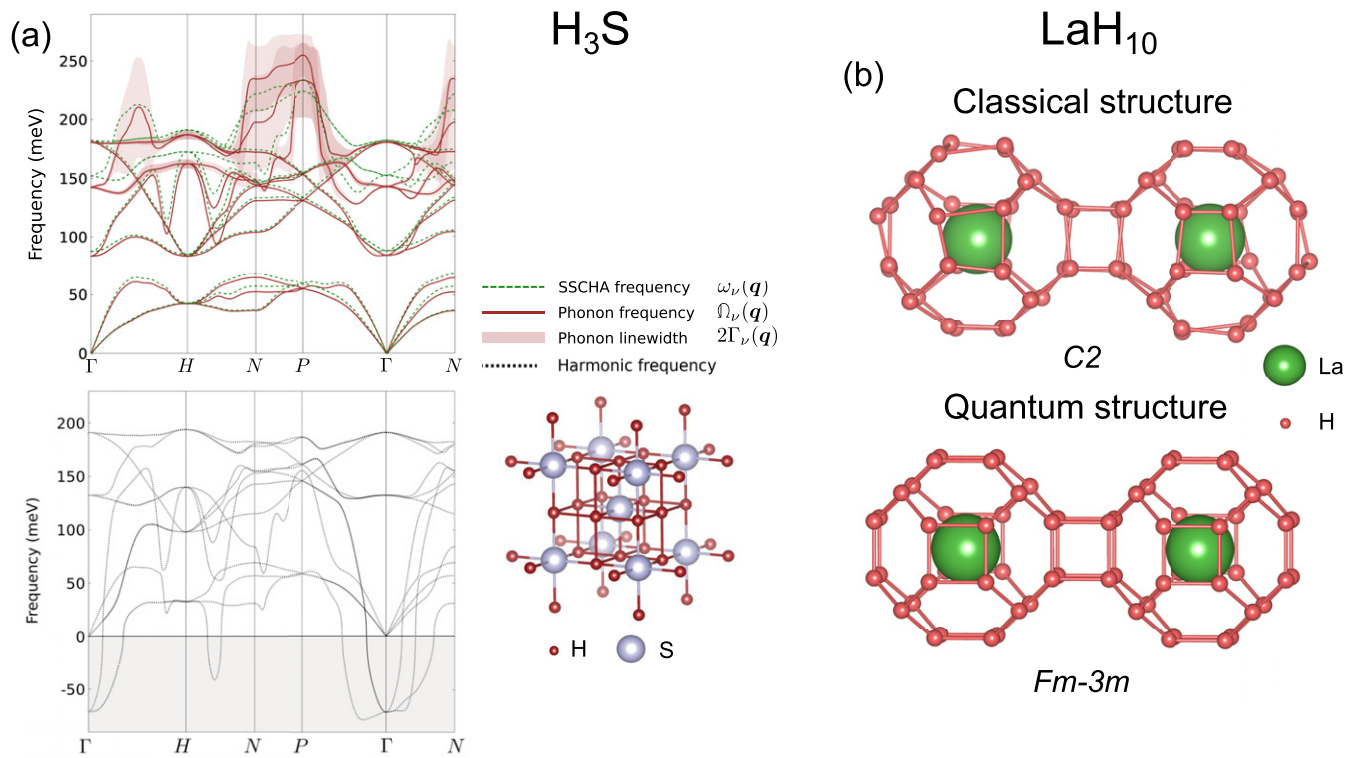 (a)
H₃S
LaH₁₀
(b)
Classical structure
C2
Quantum structure
Fm-3m
La
H
Frequency (meV)
250
200
150
100
50
0
Γ H N P Γ N
SSCHA frequency ων(q)
Phonon frequency Ων(q)
Phonon linewidth 2Γν(q)
Harmonic frequency
Frequency (meV)
200
150
100
50
0
-50
Γ H N P Γ N
H S